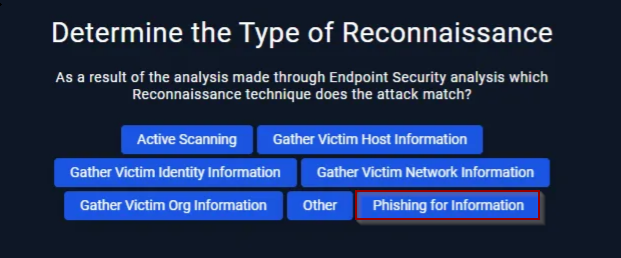 Determine the Type of Reconnaissance
As a result of the analysis made through Endpoint Security analysis which
Reconnaissance technique does the attack match?
Active Scanning
Gather Victim Host Information
Gather Victim Identity Information
Gather Victim Network Information
Gather Victim Org Information
Other
Phishing for Information